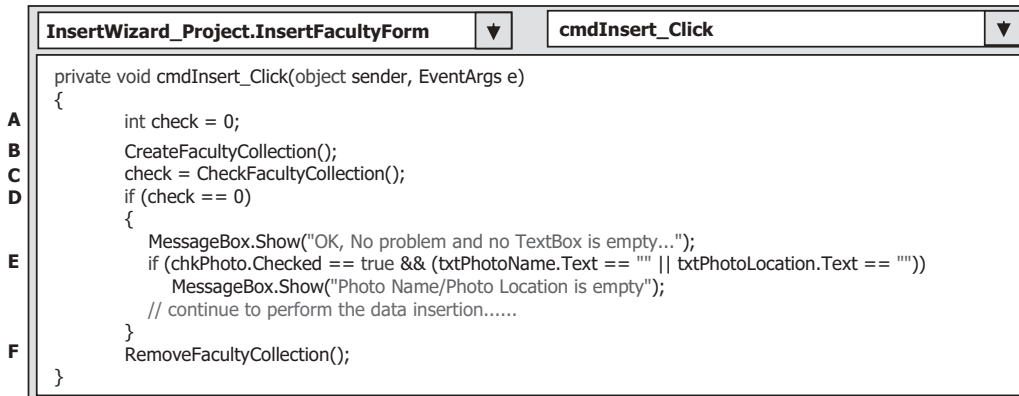 InsertWizard_Project.InsertFacultyForm cmdInsert_Click
private void cmdInsert_Click(object sender, EventArgs e)
{
A int check = 0;
B CreateFacultyCollection();
C check = CheckFacultyCollection();
D if (check == 0)
{
MessageBox.Show("OK, No problem and no TextBox is empty...");
E if (chkPhoto.Checked == true && (txtPhotoName.Text == "" || txtPhotoLocation.Text == ""))
MessageBox.Show("Photo Name/Photo Location is empty");
// continue to perform the data insertion......
}
F RemoveFacultyCollection();
}